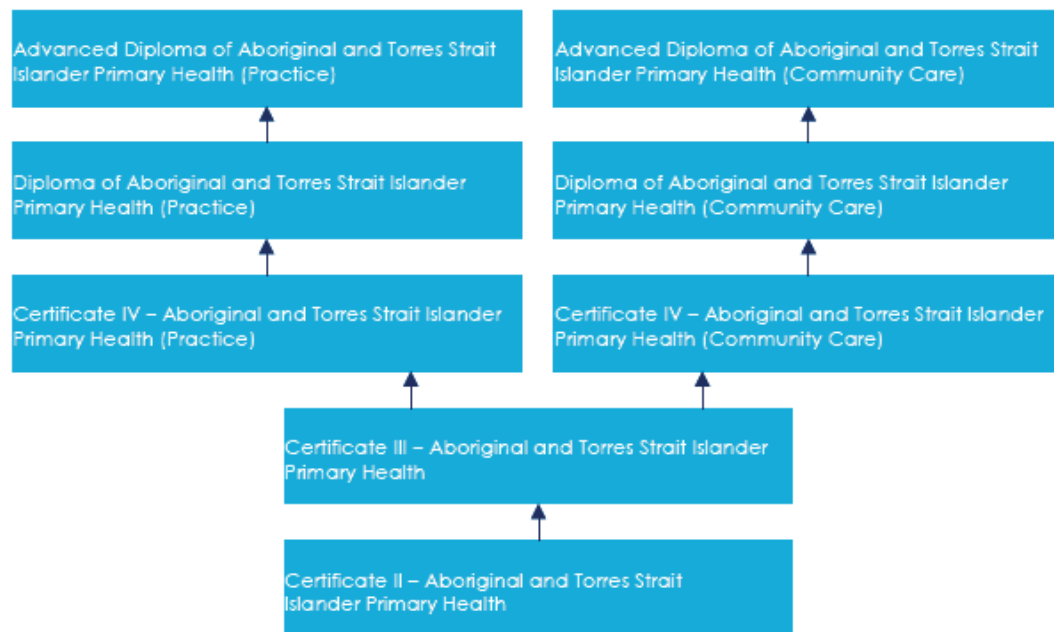 Advanced Diploma of Aboriginal and Torres Strait
Islander Primary Health (Practice)
Advanced Diploma of Aboriginal and Torres Strait
Islander Primary Health (Community Care)
Diploma of Aboriginal and Torres Strait Islander
Primary Health (Practice)
Diploma of Aboriginal and Torres Strait Islander
Primary Health (Community Care)
Certificate IV – Aboriginal and Torres Strait Islander
Primary Health (Practice)
Certificate IV – Aboriginal and Torres Strait Islander
Primary Health (Community Care)
Certificate III – Aboriginal and Torres Strait Islander
Primary Health
Certificate II – Aboriginal and Torres Strait
Islander Primary Health